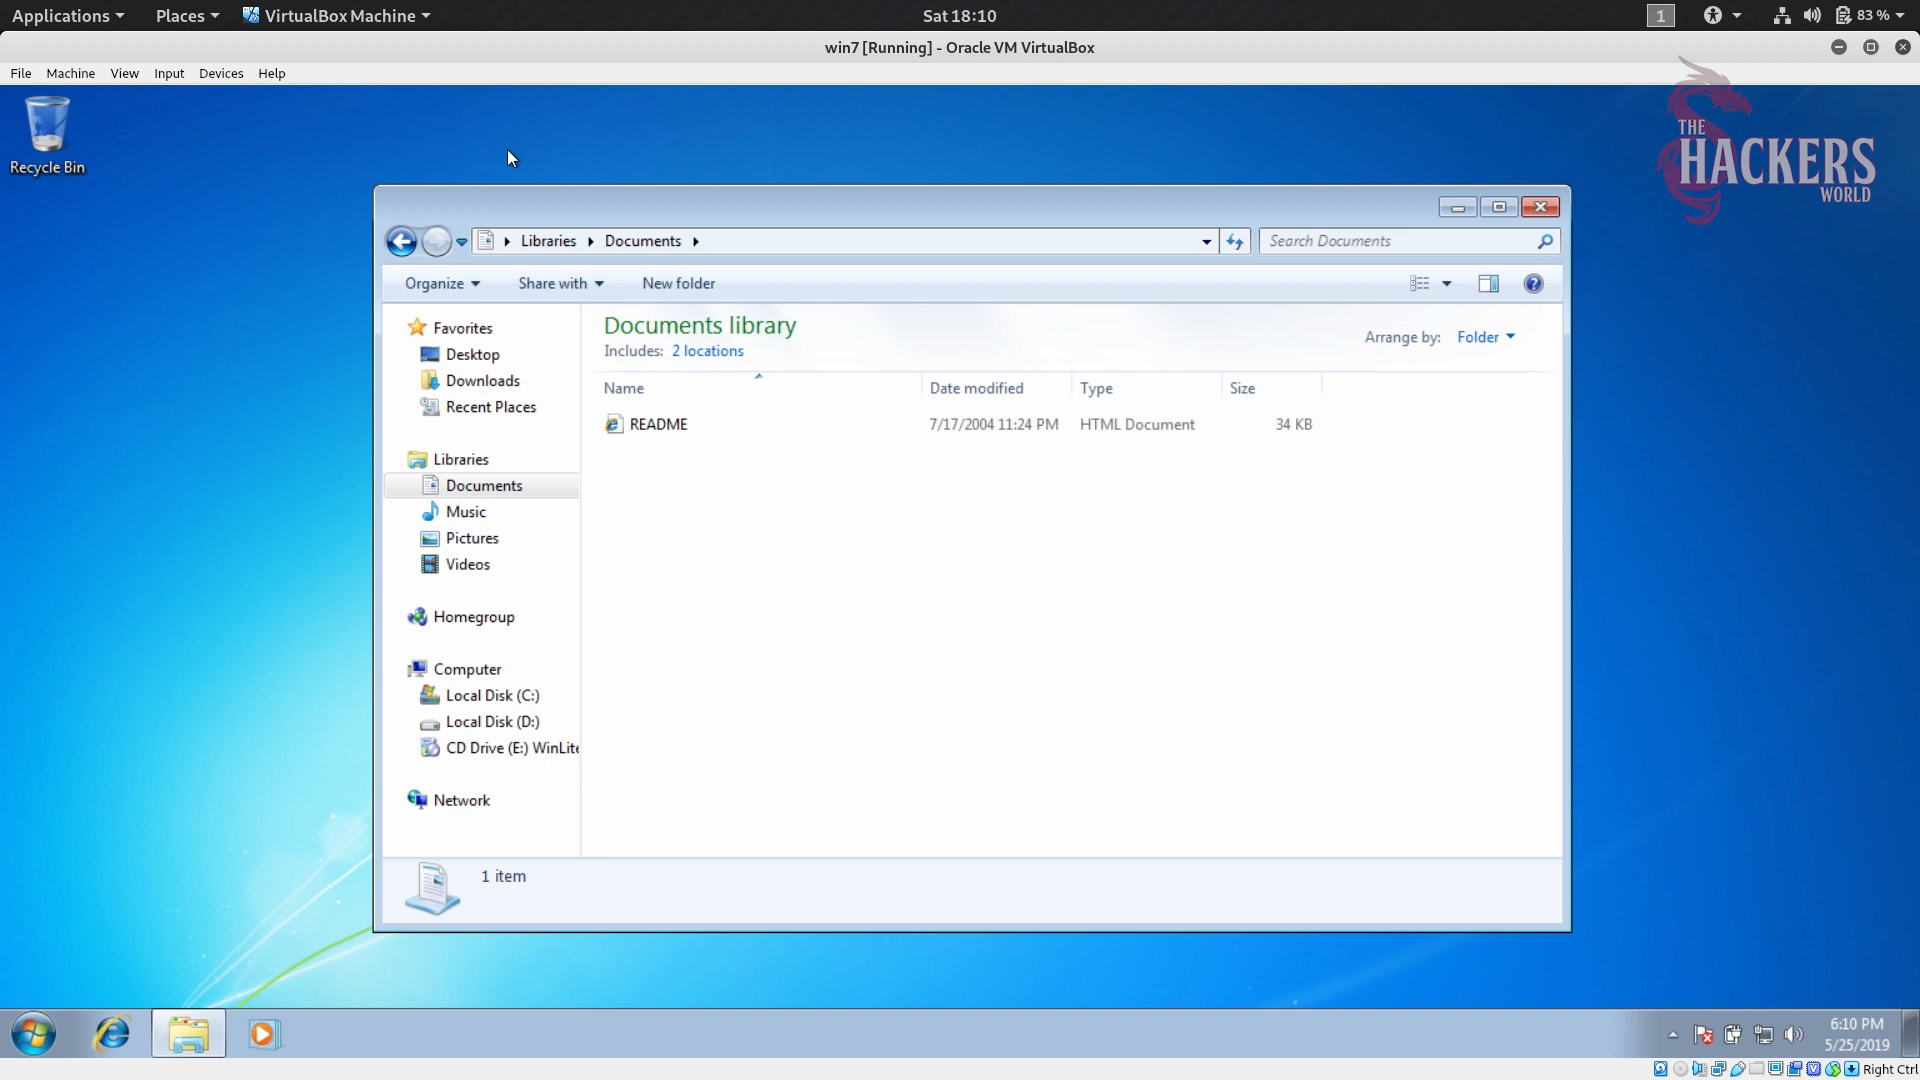 Applications Places VirtualBox Machine Sat 18:10 1 83 %
win7 [Running] - Oracle VM VirtualBox
File Machine View Input Devices Help
Recycle Bin
THE
HACKERS
WORLD
Libraries Documents Search Documents
Organize Share with New folder
Favorites
Desktop
Downloads
Recent Places
Libraries
Documents
Music
Pictures
Videos
Homegroup
Computer
Local Disk (C:)
Local Disk (D:)
CD Drive (E:) WinLite
Network
Documents library
Includes: 2 locations
Arrange by: Folder
Name Date modified Type Size
README 7/17/2004 11:24 PM HTML Document 34 KB
1 item
6:10 PM
5/25/2019
Right Ctrl